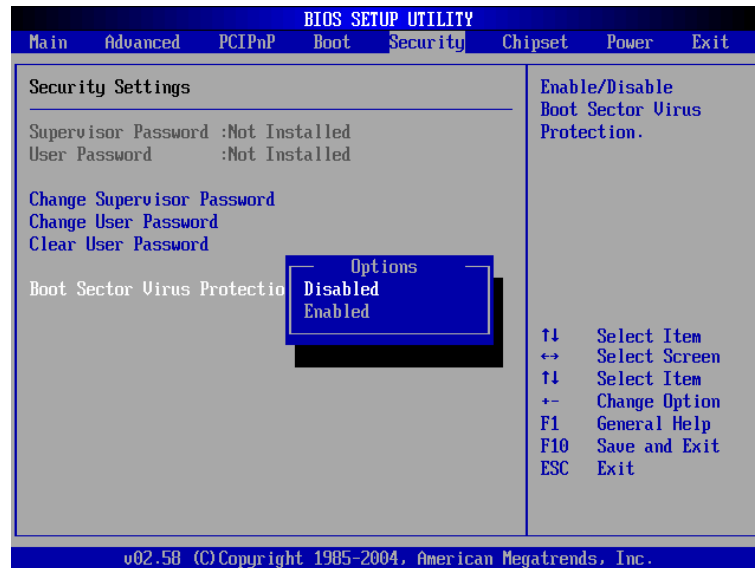 BIOS SETUP UTILITY
Main Advanced PCIPnP Boot Security Chipset Power Exit
Security Settings
Supervisor Password :Not Installed
User Password :Not Installed
Change Supervisor Password
Change User Password
Clear User Password
Boot Sector Virus Protectio
Options
Disabled
Enabled
Enable/Disable
Boot Sector Virus
Protection.
↑↓ Select Item
↔ Select Screen
↑↓ Select Item
+- Change Option
F1 General Help
F10 Save and Exit
ESC Exit
v02.58 (C)Copyright 1985-2004, American Megatrends, Inc.